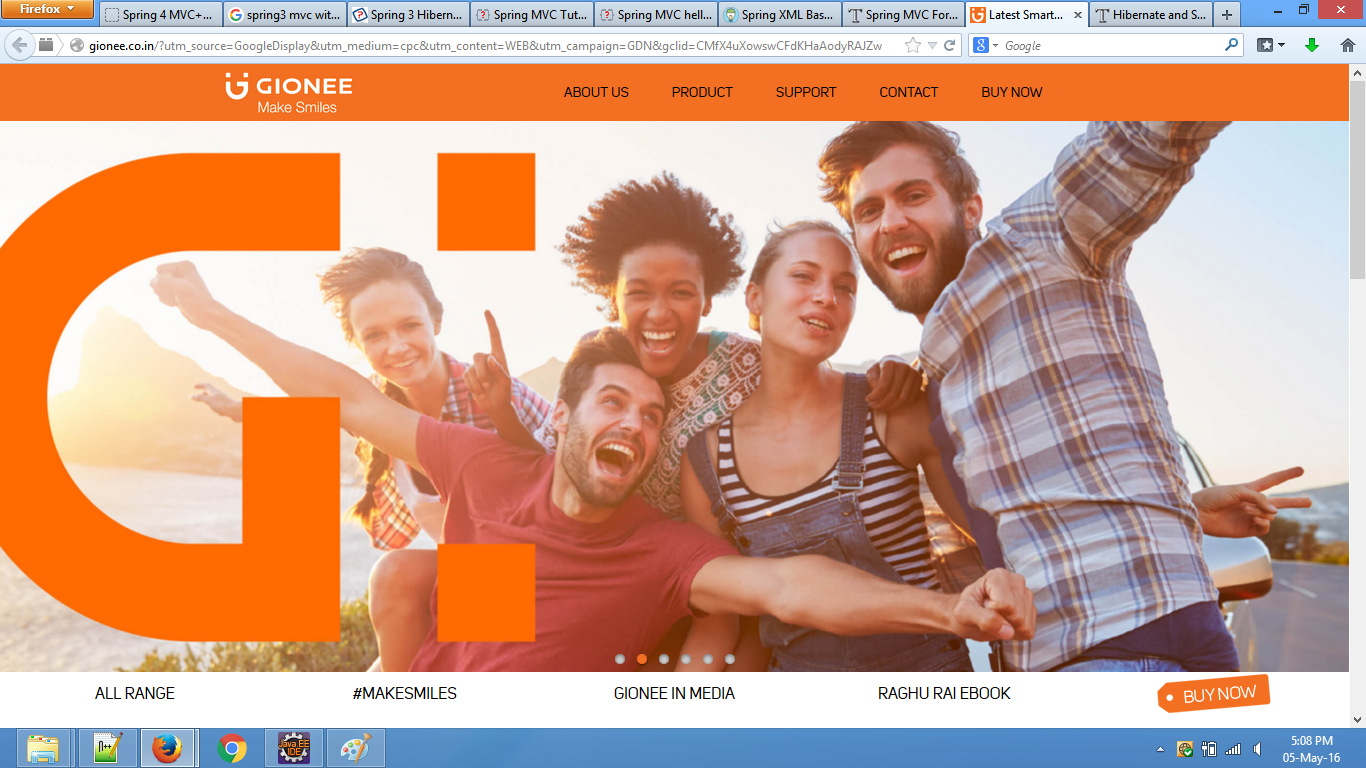 Firefox
Spring 4 MVC+...
spring3 mvc wit...
Spring 3 Hibern...
Spring MVC Tut...
Spring MVC hell...
Spring XML Bas...
Spring MVC For...
Latest Smart...
Hibernate and S...
gionee.co.in/?utm_source=GoogleDisplay&utm_medium=cpc&utm_content=WEB&utm_campaign=GDN&gclid=CMfX4uXowswCFdKHaAodyRAJZw
Google
GIONEE
Make Smiles
ABOUT US PRODUCT SUPPORT CONTACT BUY NOW
ALL RANGE #MAKESMILES GIONEE IN MEDIA RAGHU RAI EBOOK BUY NOW
Java EE
IDE
5:08 PM
05-May-16